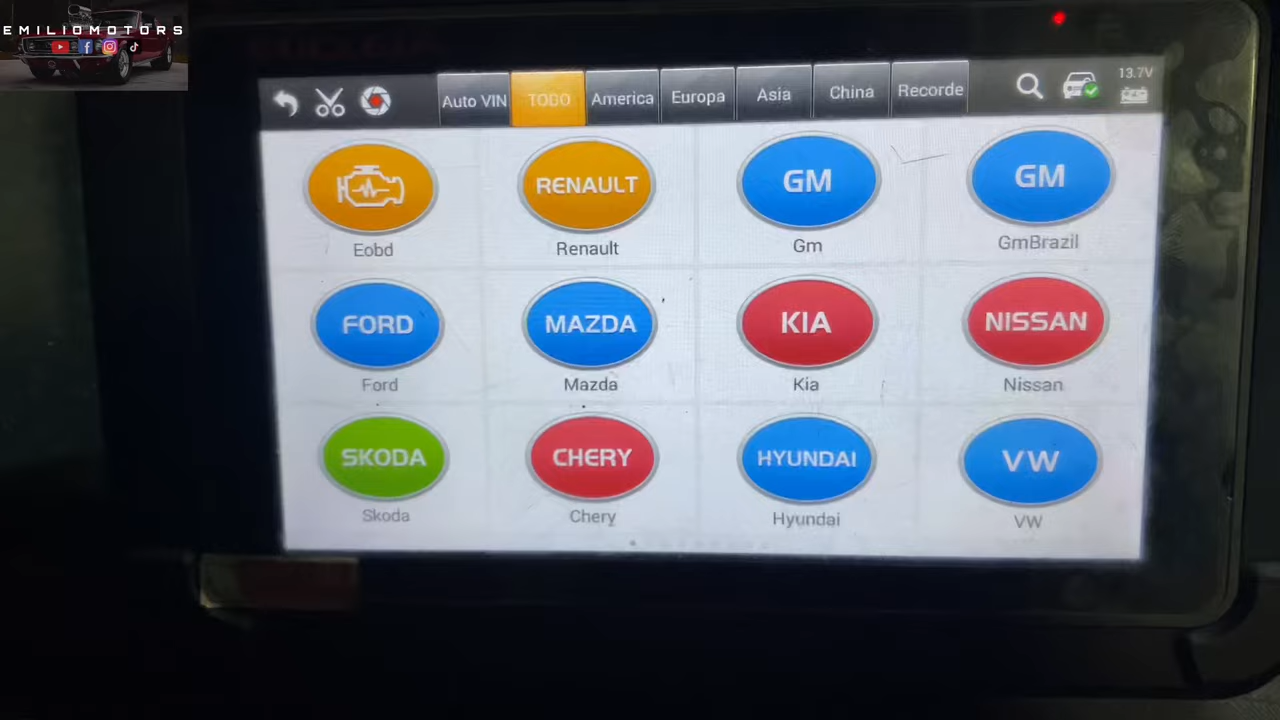 EMILIOMOTORS
Auto VIN
TODO
America
Europa
Asia
China
Recorde
13.7V
Eobd
RENAULT
Renault
GM
Gm
GM
GmBrazil
FORD
Ford
MAZDA
Mazda
KIA
Kia
NISSAN
Nissan
SKODA
Skoda
CHERY
Chery
HYUNDAI
Hyundai
VW
VW